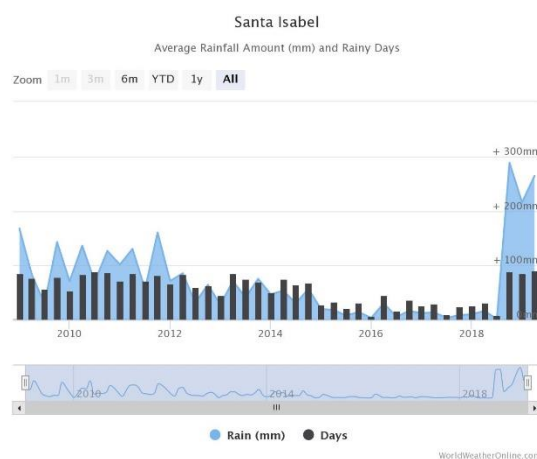 Santa Isabel
Average Rainfall Amount (mm) and Rainy Days
Zoom 1m 3m 6m YTD 1y All
+ 300mm
+ 200mm
+ 100mm
0mm
2010 2012 2014 2016 2018
2010 2014 2018
Rain (mm) Days
WorldWeatherOnline.com